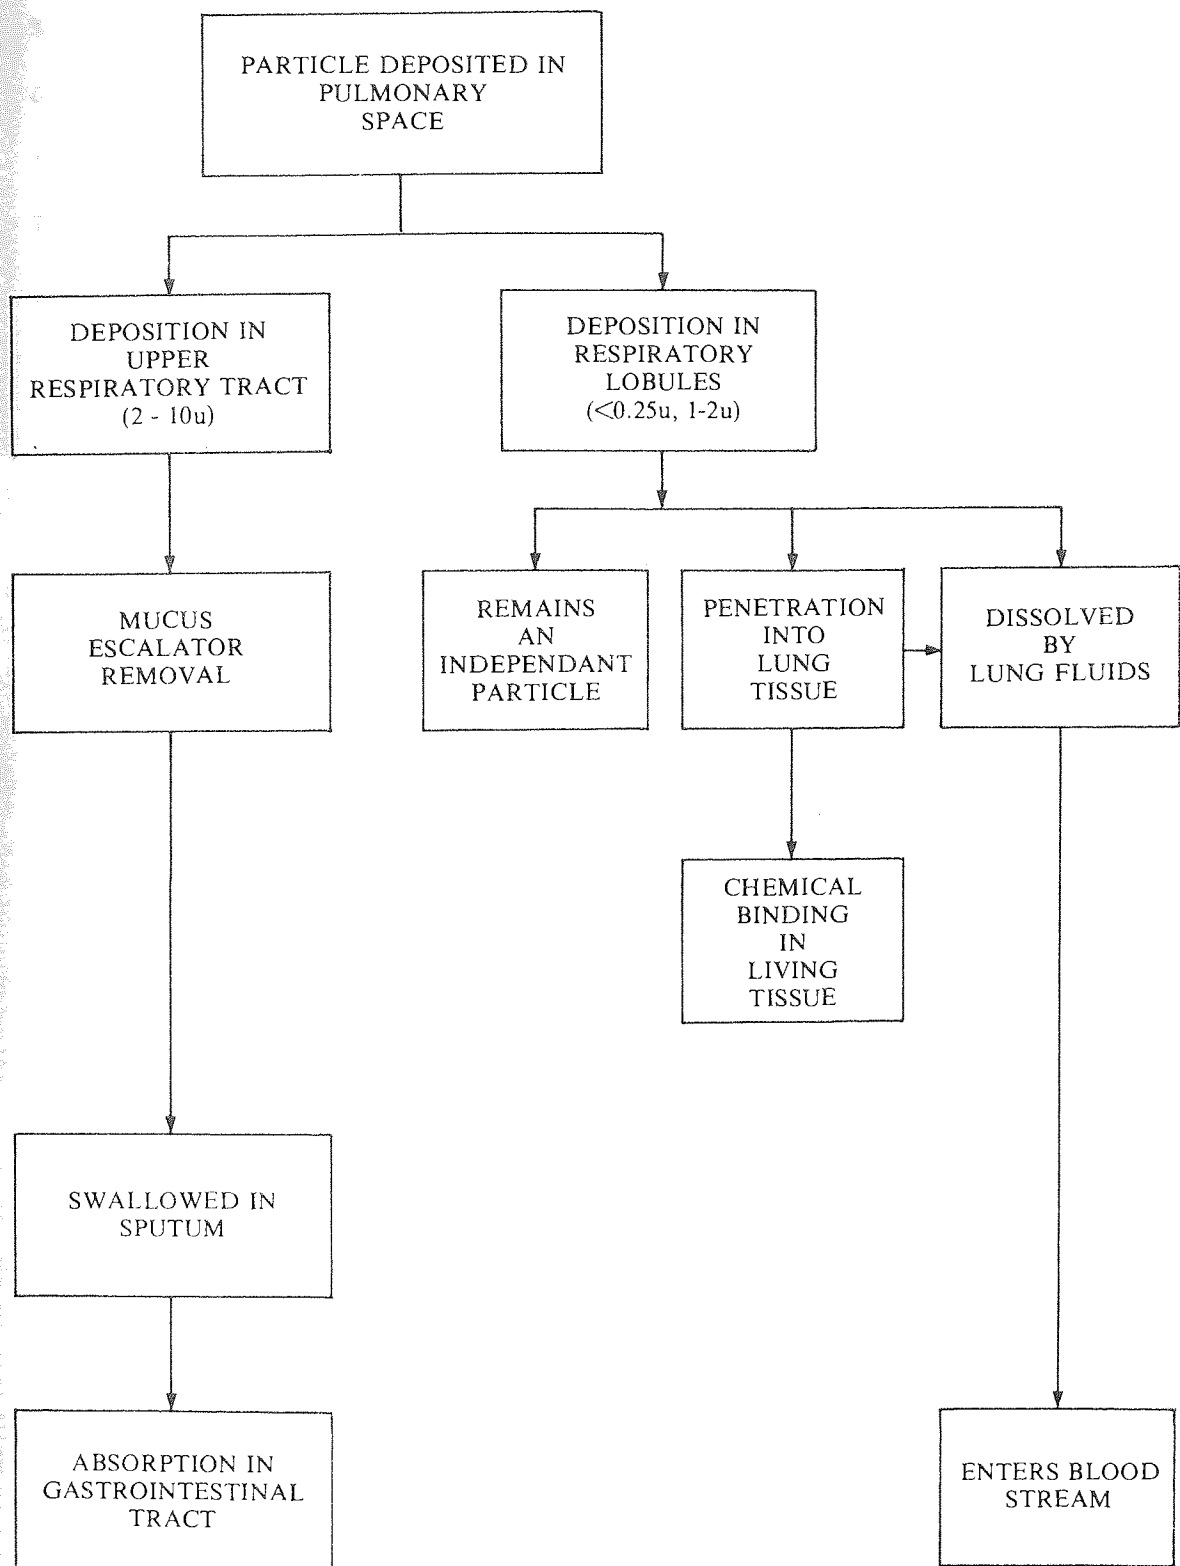 PARTICLE DEPOSITED IN
PULMONARY
SPACE
DEPOSITION IN
UPPER
RESPIRATORY TRACT
(2 - 10u)
DEPOSITION IN
RESPIRATORY
LOBULES
(<0.25u, 1-2u)
MUCUS
ESCALATOR
REMOVAL
REMAINS
AN
INDEPENDANT
PARTICLE
PENETRATION
INTO
LUNG
TISSUE
DISSOLVED
BY
LUNG FLUIDS
CHEMICAL
BINDING
IN
LIVING
TISSUE
SWALLOWED IN
SPUTUM
ABSORPTION IN
GASTROINTESTINAL
TRACT
ENTERS BLOOD
STREAM